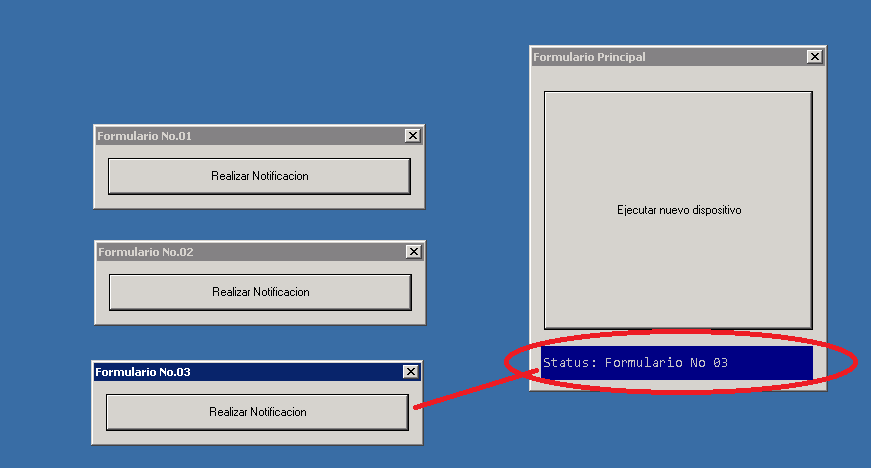 Formulario Principal
Ejecutar nuevo dispositivo
Status: Formulario No 03
Formulario No.01
Realizar Notificacion
Formulario No.02
Realizar Notificacion
Formulario No.03
Realizar Notificacion